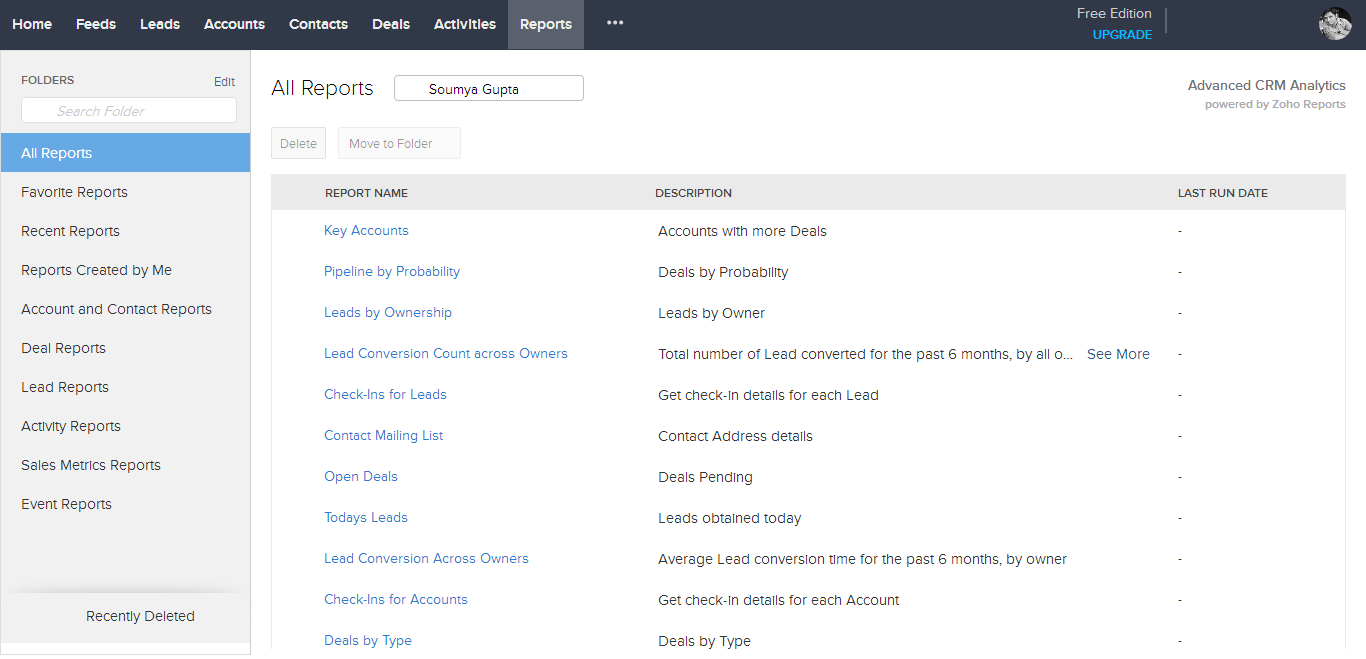 Home Feeds Leads Accounts Contacts Deals Activities Reports ••• Free Edition
UPGRADE
FOLDERS Edit
Search Folder
All Reports
Favorite Reports
Recent Reports
Reports Created by Me
Account and Contact Reports
Deal Reports
Lead Reports
Activity Reports
Sales Metrics Reports
Event Reports
Recently Deleted
All Reports Soumya Gupta Advanced CRM Analytics
powered by Zoho Reports
Delete Move to Folder
REPORT NAME DESCRIPTION LAST RUN DATE
Key Accounts Accounts with more Deals -
Pipeline by Probability Deals by Probability -
Leads by Ownership Leads by Owner -
Lead Conversion Count across Owners Total number of Lead converted for the past 6 months, by all o... See More -
Check-Ins for Leads Get check-in details for each Lead -
Contact Mailing List Contact Address details -
Open Deals Deals Pending -
Todays Leads Leads obtained today -
Lead Conversion Across Owners Average Lead conversion time for the past 6 months, by owner -
Check-Ins for Accounts Get check-in details for each Account -
Deals by Type Deals by Type -